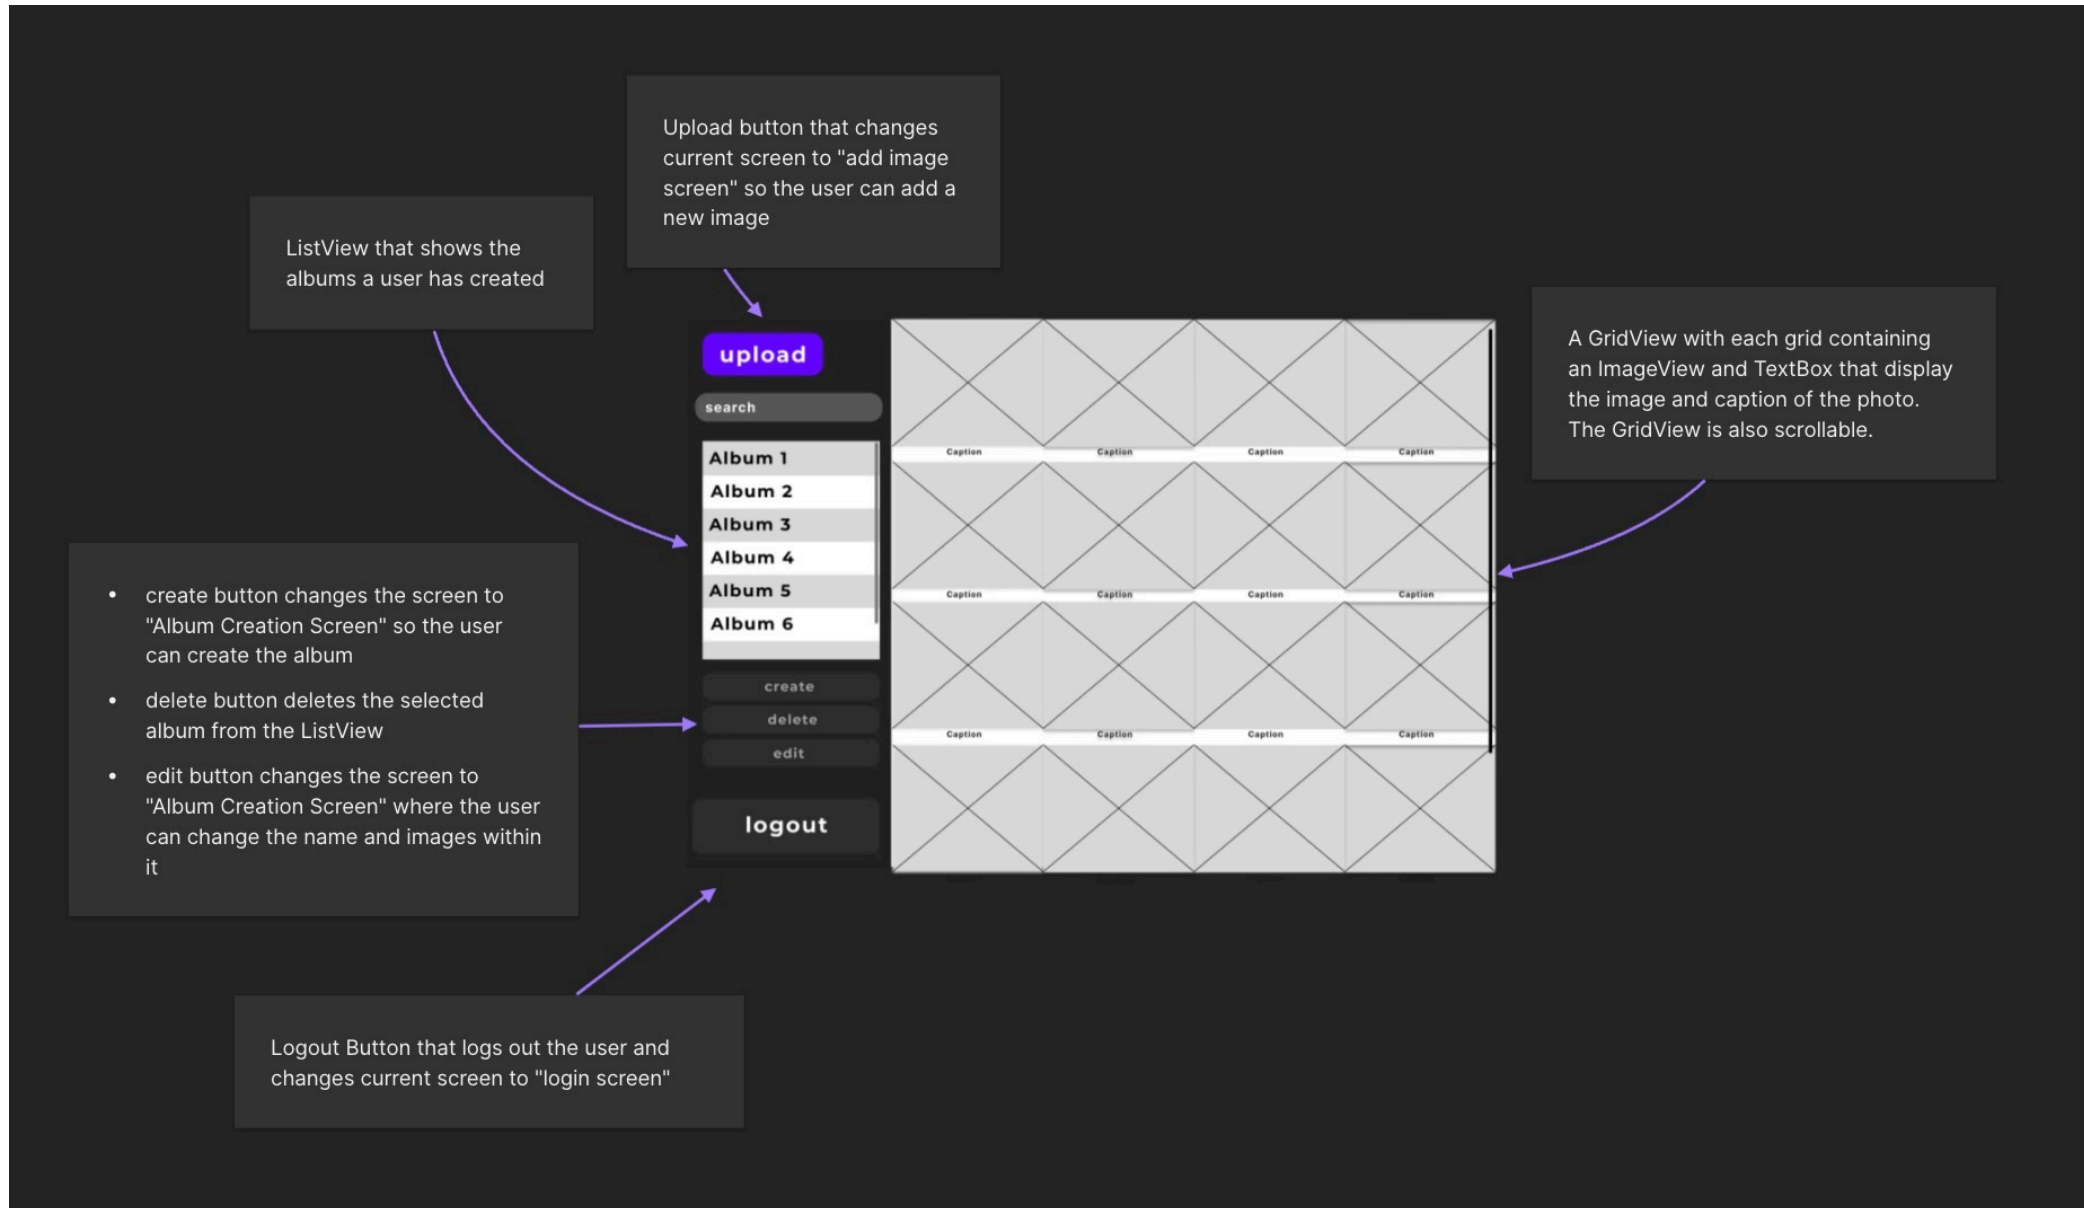 Upload button that changes
current screen to "add image
screen" so the user can add a
new image
ListView that shows the
albums a user has created
A GridView with each grid containing
an ImageView and TextBox that display
the image and caption of the photo.
The GridView is also scrollable.
upload
search
Album 1
Album 2
Album 3
Album 4
Album 5
Album 6
create
delete
edit
logout
Caption Caption Caption Caption
Caption Caption Caption Caption
Caption Caption Caption Caption
• create button changes the screen to
"Album Creation Screen" so the user
can create the album
• delete button deletes the selected
album from the ListView
• edit button changes the screen to
"Album Creation Screen" where the user
can change the name and images within
it
Logout Button that logs out the user and
changes current screen to "login screen"